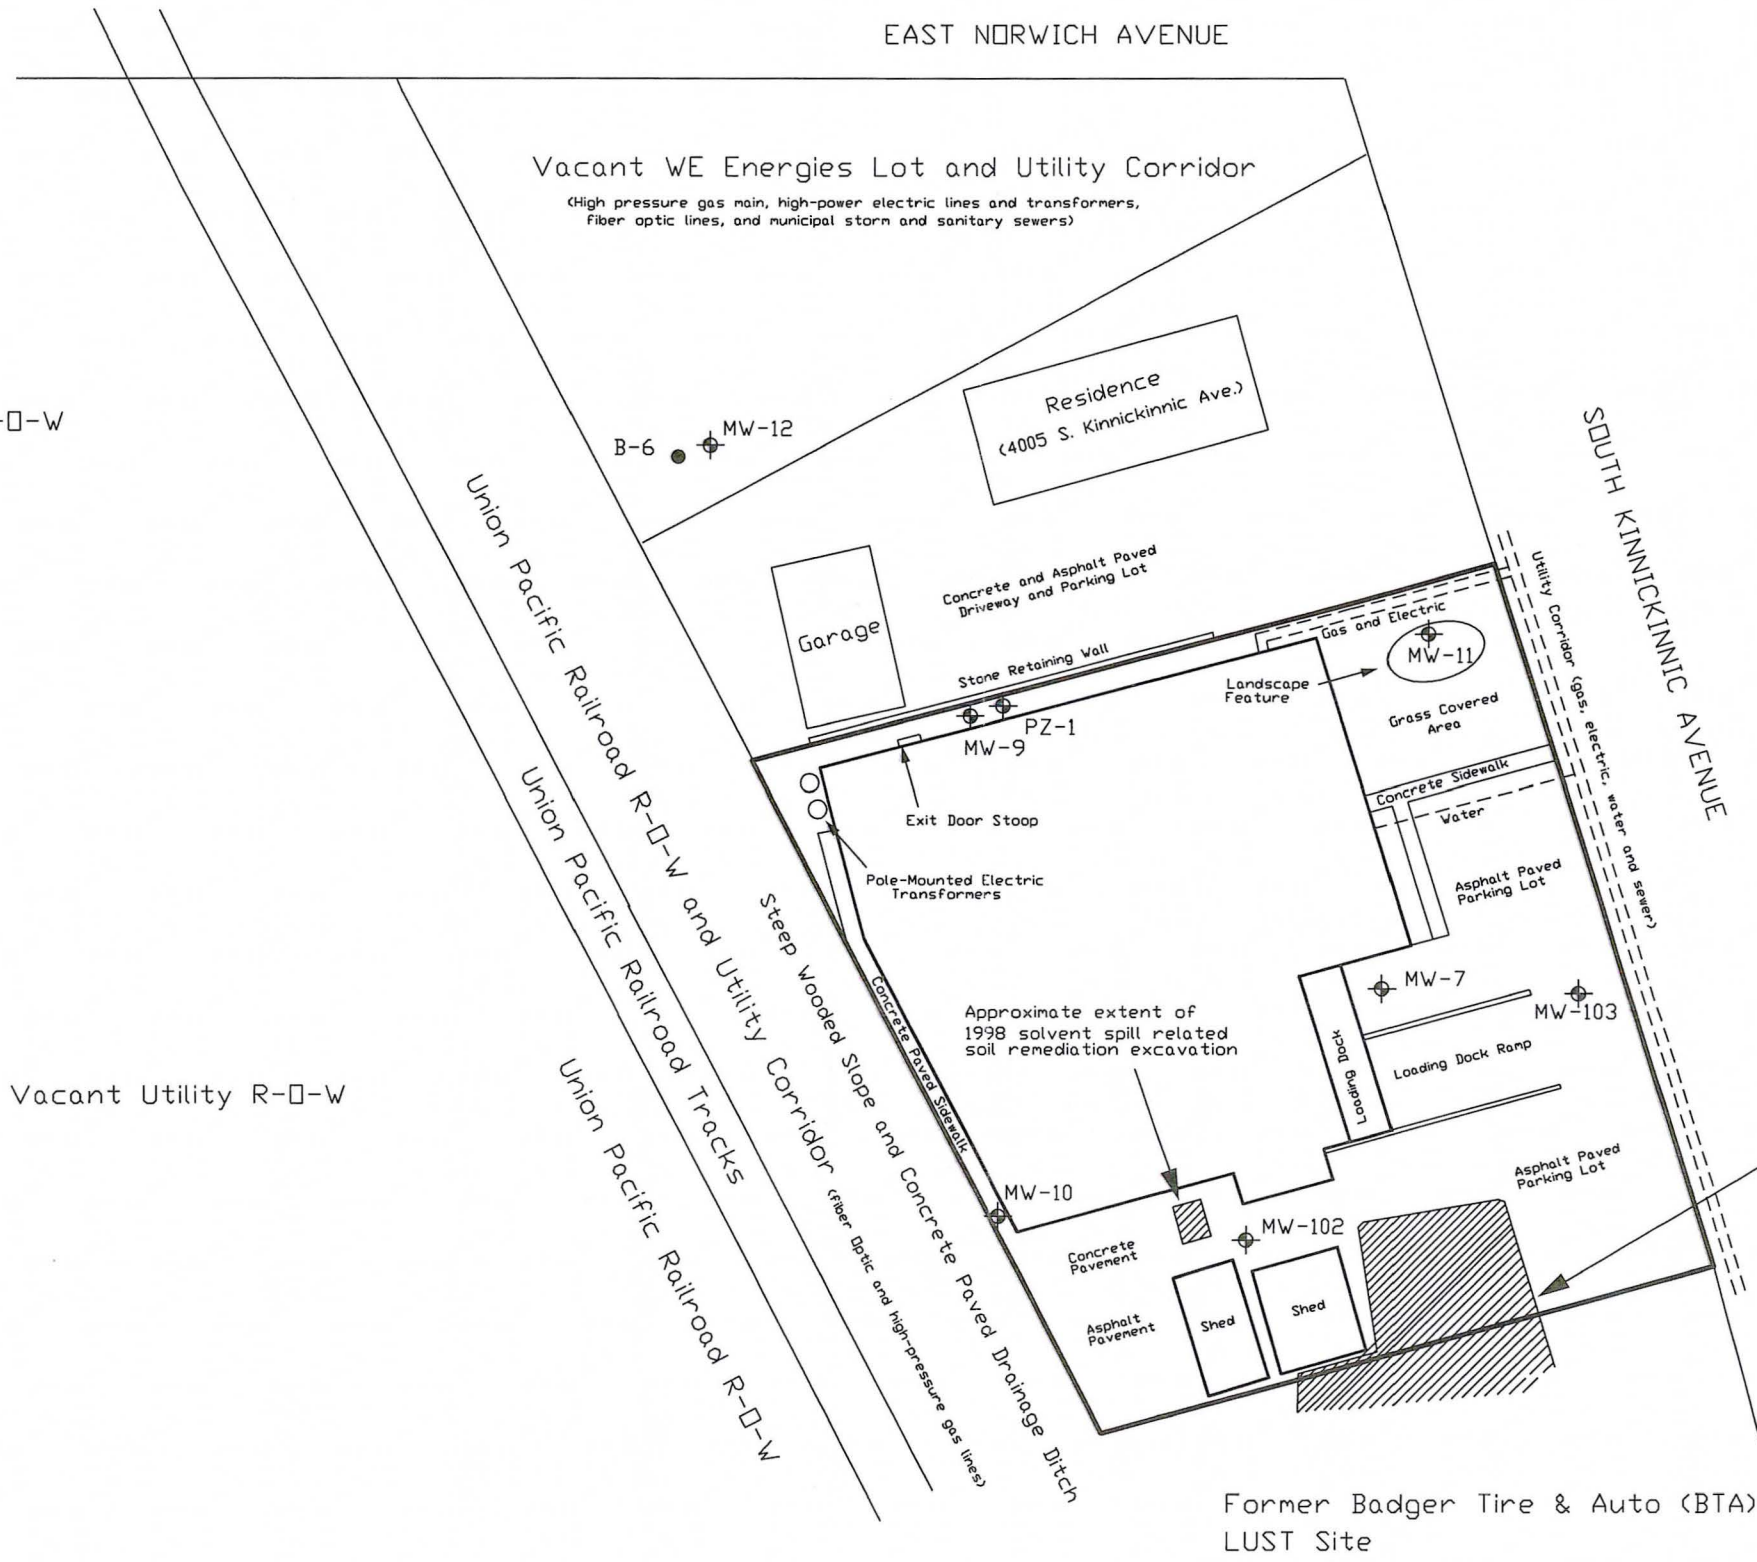 EAST NORWICH AVENUE
Vacant WE Energies Lot and Utility Corridor
(High pressure gas main, high-power electric lines and transformers,
fiber optic lines, and municipal storm and sanitary sewers)
-O-W
Residence
(4005 S. Kinnickinnic Ave.)
B-6
MW-12
SOUTH KINNICKINNIC AVENUE
Union Pacific Railroad R-O-W and Utility Corridor (fiber optic and high-pressure gas lines)
Concrete and Asphalt Paved
Driveway and Parking Lot
Garage
Stone Retaining Wall
Gas and Electric
Utility Corridor (gas, electric, water and sewer)
MW-11
Landscape
Feature
Grass Covered
Area
PZ-1
MW-9
Concrete Sidewalk
Water
Exit Door Stoop
Pole-Mounted Electric
Transformers
Asphalt Paved
Parking Lot
Union Pacific Railroad Tracks
Steep Wooded Slope and Concrete Paved Drainage Ditch
Concrete Paved Sidewalk
MW-7
MW-103
Approximate extent of
1998 solvent spill related
soil remediation excavation
Loading Dock
Loading Dock Ramp
Vacant Utility R-O-W
Union Pacific Railroad R-O-W
Asphalt Paved
Parking Lot
MW-10
MW-102
Concrete
Pavement
Asphalt
Pavement
Shed
Shed
Former Badger Tire & Auto (BTA)
LUST Site